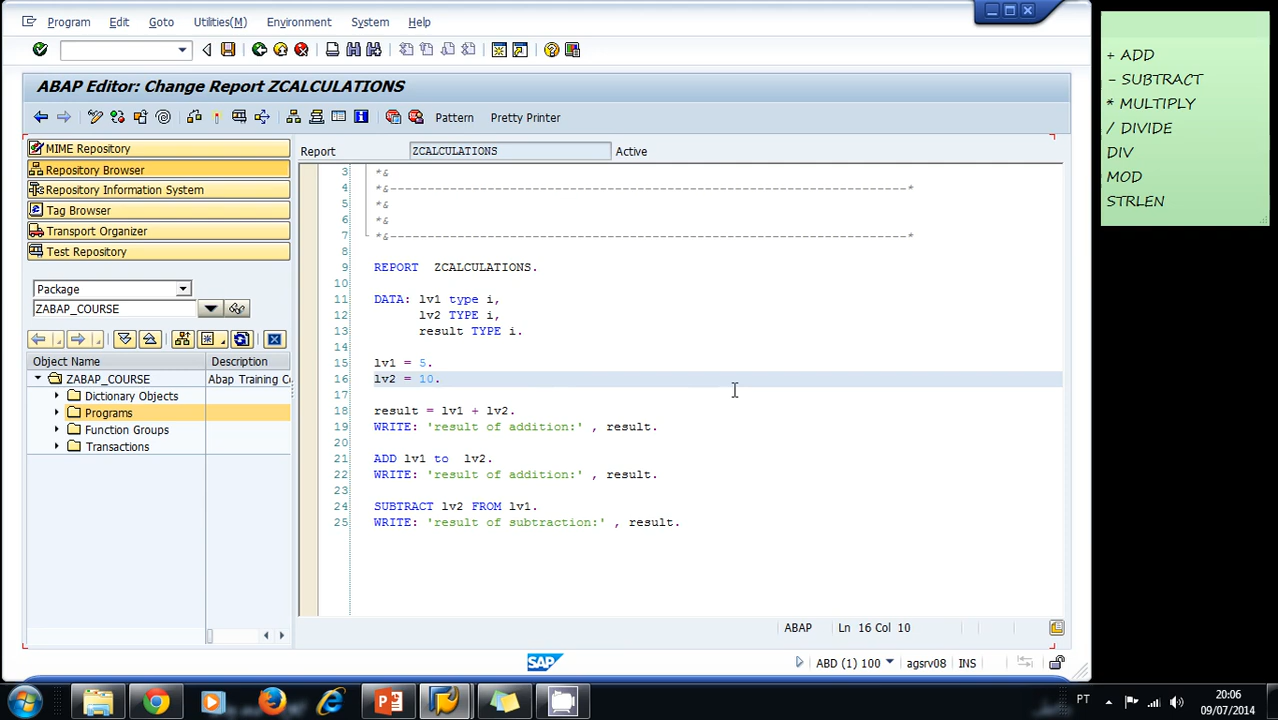 Program Edit Goto Utilities(M) Environment System Help
ABAP Editor: Change Report ZCALCULATIONS
Pattern Pretty Printer
MIME Repository
Repository Browser
Repository Information System
Tag Browser
Transport Organizer
Test Repository
Package
ZABAP_COURSE
Object Name Description
ZABAP_COURSE Abap Training C
Dictionary Objects
Programs
Function Groups
Transactions
Report ZCALCULATIONS Active
3 *&
4 *&---------------------------------------------------------------------*
5 *&
6 *&
7 *&---------------------------------------------------------------------*
8
9 REPORT  ZCALCULATIONS.
10
11 DATA: lv1 type i,
12       lv2 TYPE i,
13       result TYPE i.
14
15 lv1 = 5.
16 lv2 = 10.
17
18 result = lv1 + lv2.
19 WRITE: 'result of addition:' , result.
20
21 ADD lv1 to  lv2.
22 WRITE: 'result of addition:' , result.
23
24 SUBTRACT lv2 FROM lv1.
25 WRITE: 'result of subtraction:' , result.
ABAP Ln 16 Col 10
SAP
ABD (1) 100 agsrv08 INS
+ ADD
- SUBTRACT
* MULTIPLY
/ DIVIDE
DIV
MOD
STRLEN
PT
20:06
09/07/2014